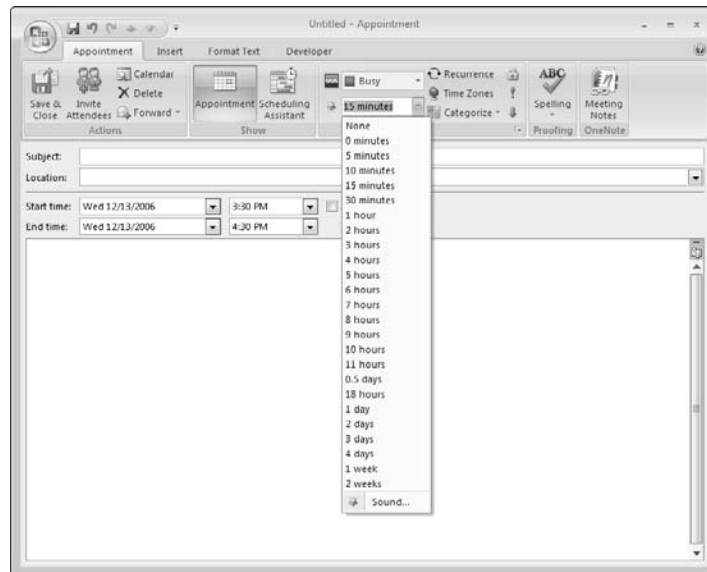 Untitled - Appointment
Appointment Insert Format Text Developer
Save & Close
Invite Attendees
Calendar
Delete
Forward
Actions
Appointment
Scheduling Assistant
Show
Busy
15 minutes
Recurrence
Time Zones
Categorize
ABC
Spelling
Proofing
Meeting Notes
OneNote
None
0 minutes
5 minutes
10 minutes
15 minutes
30 minutes
1 hour
2 hours
3 hours
4 hours
5 hours
6 hours
7 hours
8 hours
9 hours
10 hours
11 hours
0.5 days
18 hours
1 day
2 days
3 days
4 days
1 week
2 weeks
Sound...
Subject:
Location:
Start time: Wed 12/13/2006 3:30 PM
End time: Wed 12/13/2006 4:30 PM